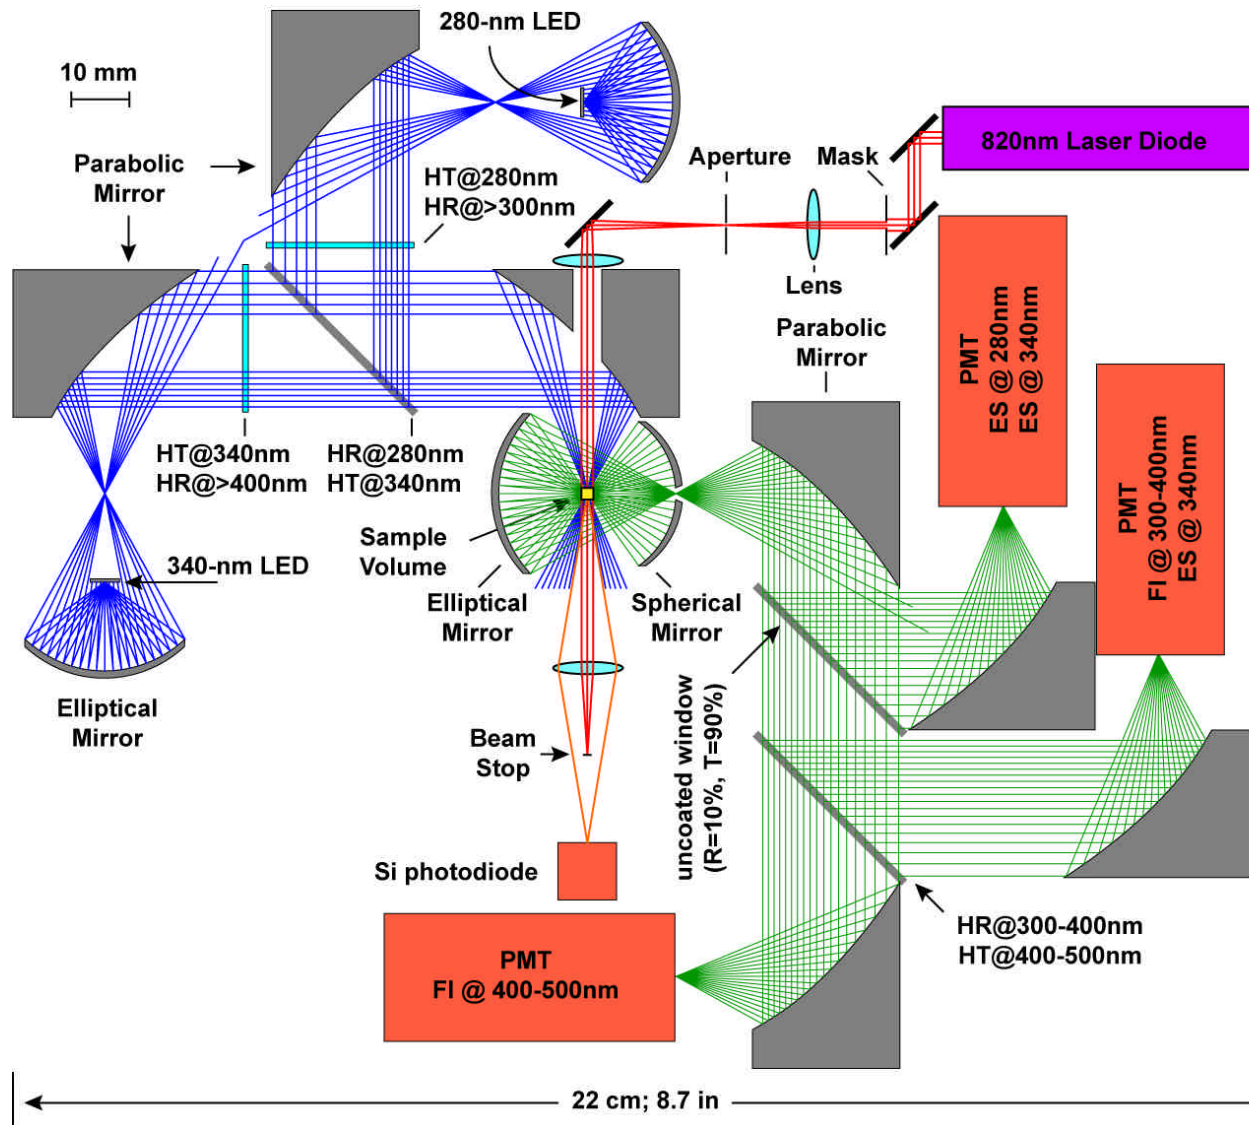 280-nm LED
10 mm
820nm Laser Diode
Aperture
Mask
Parabolic
Mirror
HT@280nm
HR@>300nm
Lens
Parabolic
Mirror
PMT
ES @ 280nm
ES @ 340nm
PMT
FI @ 300-400nm
ES @ 340nm
HT@340nm
HR@>400nm
HR@280nm
HT@340nm
Sample
Volume
340-nm LED
Elliptical
Mirror
Spherical
Mirror
Elliptical
Mirror
Beam
Stop
uncoated window
(R=10%, T=90%)
Si photodiode
HR@300-400nm
HT@400-500nm
PMT
FI @ 400-500nm
22 cm; 8.7 in